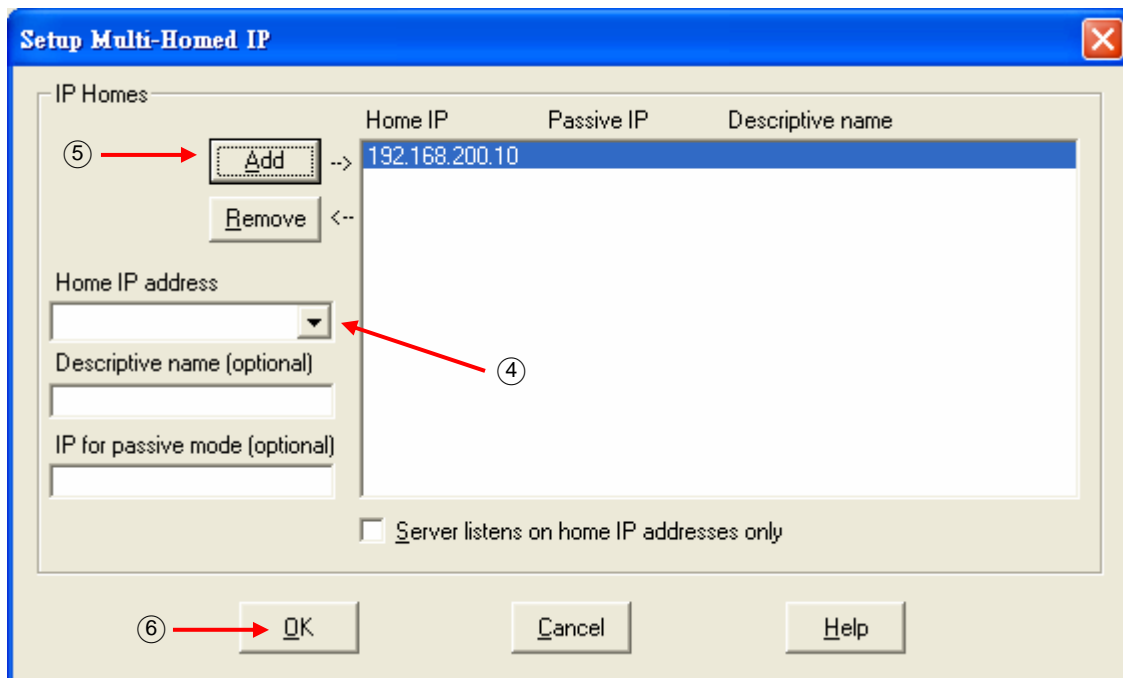 Setup Multi-Homed IP
IP Homes
Home IP Passive IP Descriptive name
⑤ Add --> 192.168.200.10
Remove <--
Home IP address
Descriptive name (optional)
④
IP for passive mode (optional)
Server listens on home IP addresses only
⑥ OK Cancel Help